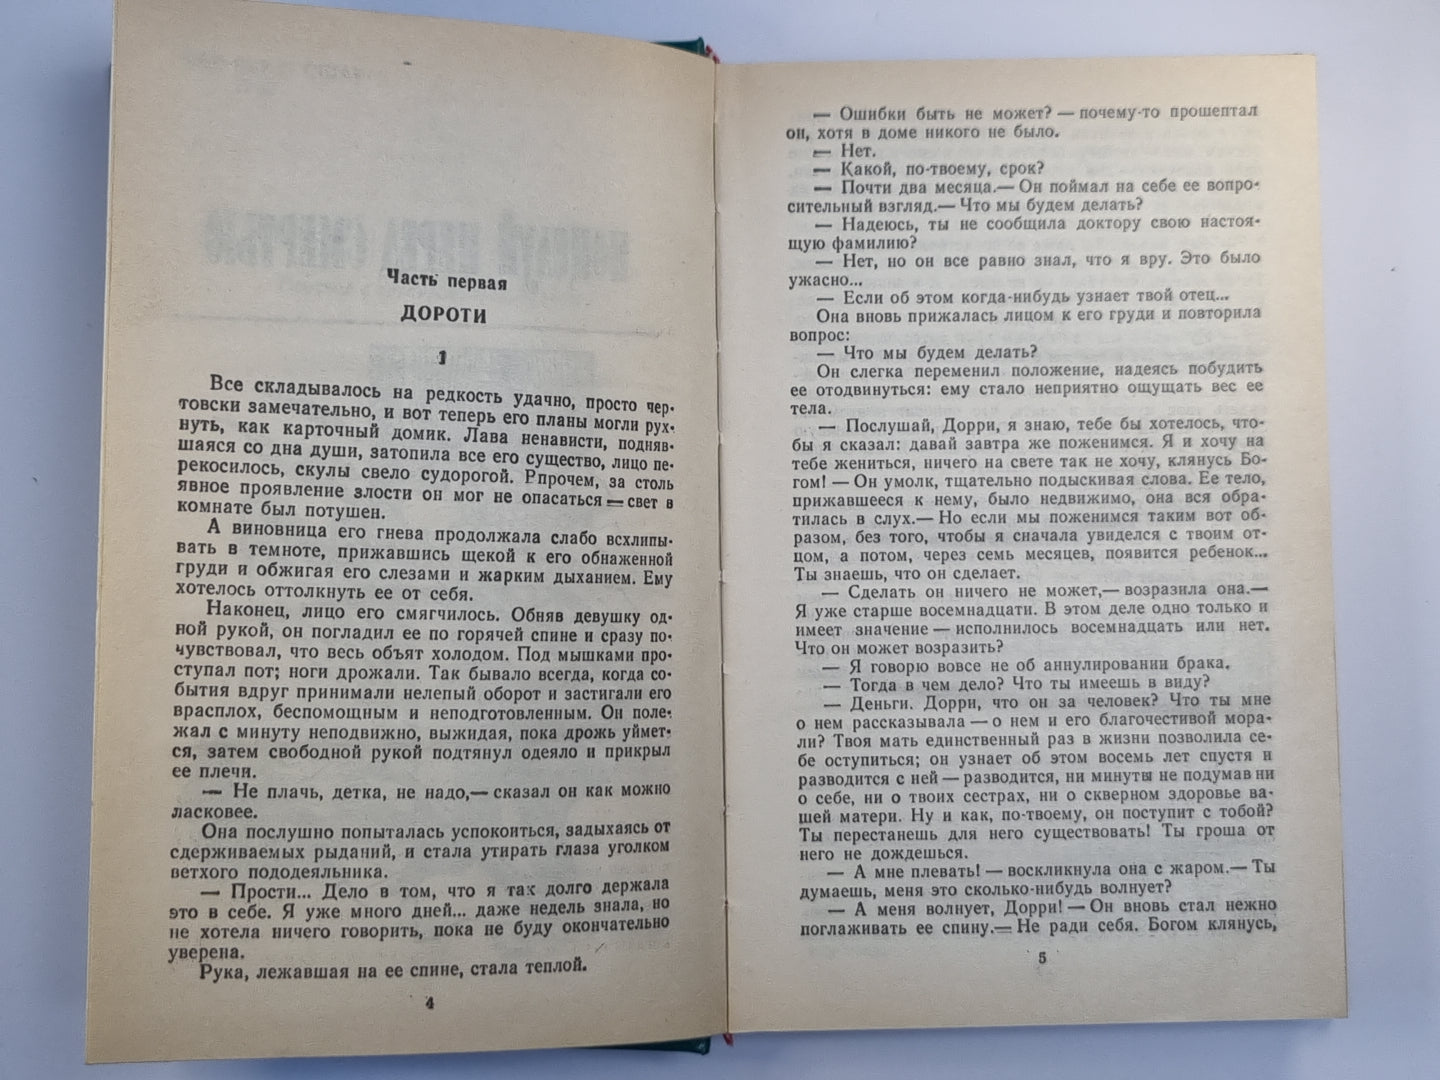 Часть первая
ДОРОТИ
1
Все складывалось на редкость удачно, просто чер-
товски замечательно, и вот теперь его планы могли рух-
нуть, как карточный домик. Лава ненависти, подняв-
шаяся со дна души, затопила все его существо, лицо пе-
рекосилось, скулы свело судорогой. Рпрочем, за столь
явное проявление злости он мог не опасаться — свет в
комнате был потушен.
А виновница его гнева продолжала слабо всхлипы-
вать в темноте, прижавшись щекой к его обнаженной
груди и обжигая его слезами и жарким дыханием. Ему
хотелось оттолкнуть ее от себя.
Наконец, лицо его смягчилось. Обняв девушку од-
ной рукой, он погладил ее по горячей спине и сразу по-
чувствовал, что весь объят холодом. Под мышками про-
ступал пот; ноги дрожали. Так бывало всегда, когда со-
бытия вдруг принимали нелепый оборот и застигали его
врасплох, беспомощным и неподготовленным. Он поле-
жал с минуту неподвижно, выжидая, пока дрожь уймет-
ся, затем свободной рукой подтянул одеяло и прикрыл
ее плечи.
— Не плачь, детка, не надо,— сказал он как можно
ласковее.
Она послушно попыталась успокоиться, задыхаясь от
сдерживаемых рыданий, и стала утирать глаза уголком
ветхого пододеяльника.
— Прости... Дело в том, что я так долго держала
это в себе. Я уже много дней... даже недель знала, но
не хотела ничего говорить, пока не буду окончательно
уверена.
Рука, лежавшая на ее спине, стала теплой.
4
— Ошибки быть не может? — почему-то прошептал
он, хотя в доме никого не было.
— Нет.
— Какой, по-твоему, срок?
— Почти два месяца.— Он поймал на себе ее вопро-
сительный взгляд.— Что мы будем делать?
— Надеюсь, ты не сообщила доктору свою настоя-
щую фамилию?
— Нет, но он все равно знал, что я вру. Это было
ужасно...
— Если об этом когда-нибудь узнает твой отец...
Она вновь прижалась лицом к его груди и повторила
вопрос:
— Что мы будем делать?
Он слегка переменил положение, надеясь побудить
ее отодвинуться: ему стало неприятно ощущать вес ее
тела.
— Послушай, Дорри, я знаю, тебе бы хотелось, что-
бы я сказал: давай завтра же поженимся. Я и хочу на
тебе жениться, ничего на свете так не хочу, клянусь Бо-
гом! — Он умолк, тщательно подыскивая слова. Ее тело,
прижавшееся к нему, было недвижимо, она вся обра-
тилась в слух.— Но если мы поженимся таким вот об-
разом, без того, чтобы я сначала увиделся с твоим от-
цом, а потом, через семь месяцев, появится ребенок...
Ты знаешь, что он сделает.
— Сделать он ничего не может,— возразила она.—
Я уже старше восемнадцати. В этом деле одно только и
имеет значение — исполнилось восемнадцать или нет.
Что он может возразить?
— Я говорю вовсе не об аннулировании брака.
— Тогда в чем дело? Что ты имеешь в виду?
— Деньги. Дорри, что он за человек? Что ты мне
о нем рассказывала — о нем и его благочестивой мора-
ли? Твоя мать единственный раз в жизни позволила се-
бе оступиться; он узнает об этом восемь лет спустя и
разводится с ней — разводится, ни минуты не подумав ни
о себе, ни о твоих сестрах, ни о скверном здоровье ва-
шей матери. Ну и как, по-твоему, он поступит с тобой?
Ты перестанешь для него существовать! Ты гроша от
него не дождешься.
— А мне плевать! — воскликнула она с жаром.— Ты
думаешь, меня это сколько-нибудь волнует?
— А меня волнует, Дорри! — Он вновь стал нежно
поглаживать ее спину.— Не ради себя. Богом клянусь,
5